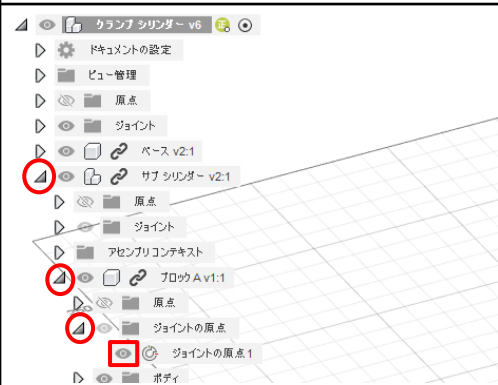 クランプ シリンダー v6
ドキュメントの設定
ビュー管理
原点
ジョイント
ベース v2:1
サブ シリンダー v2:1
原点
ジョイント
アセンブリコンテキスト
ブロック A v1:1
原点
ジョイントの原点
ジョイントの原点1
ボディ